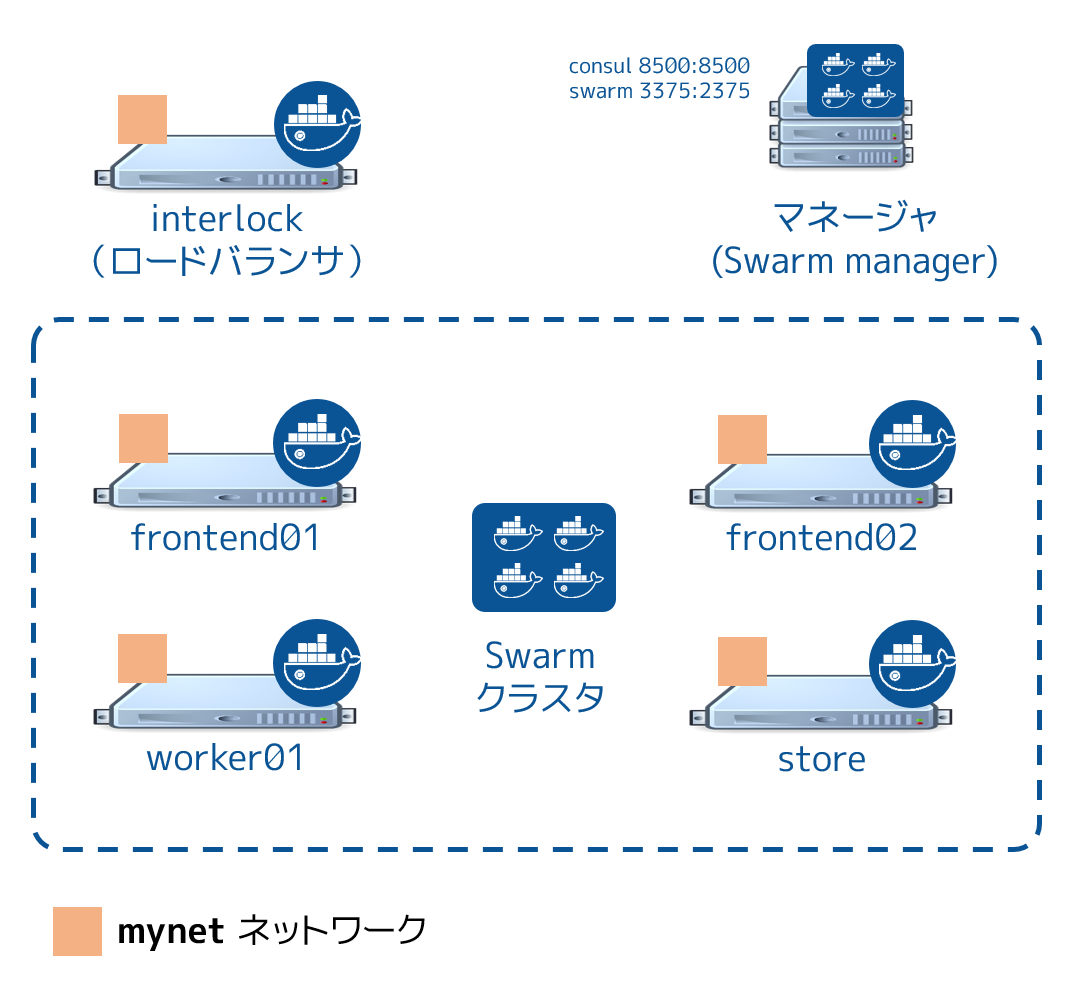 consul 8500:8500
swarm 3375:2375
interlock
（ロードバランサ）
マネージャ
(Swarm manager)
frontend01
frontend02
Swarm
クラスタ
worker01
store
mynet ネットワーク